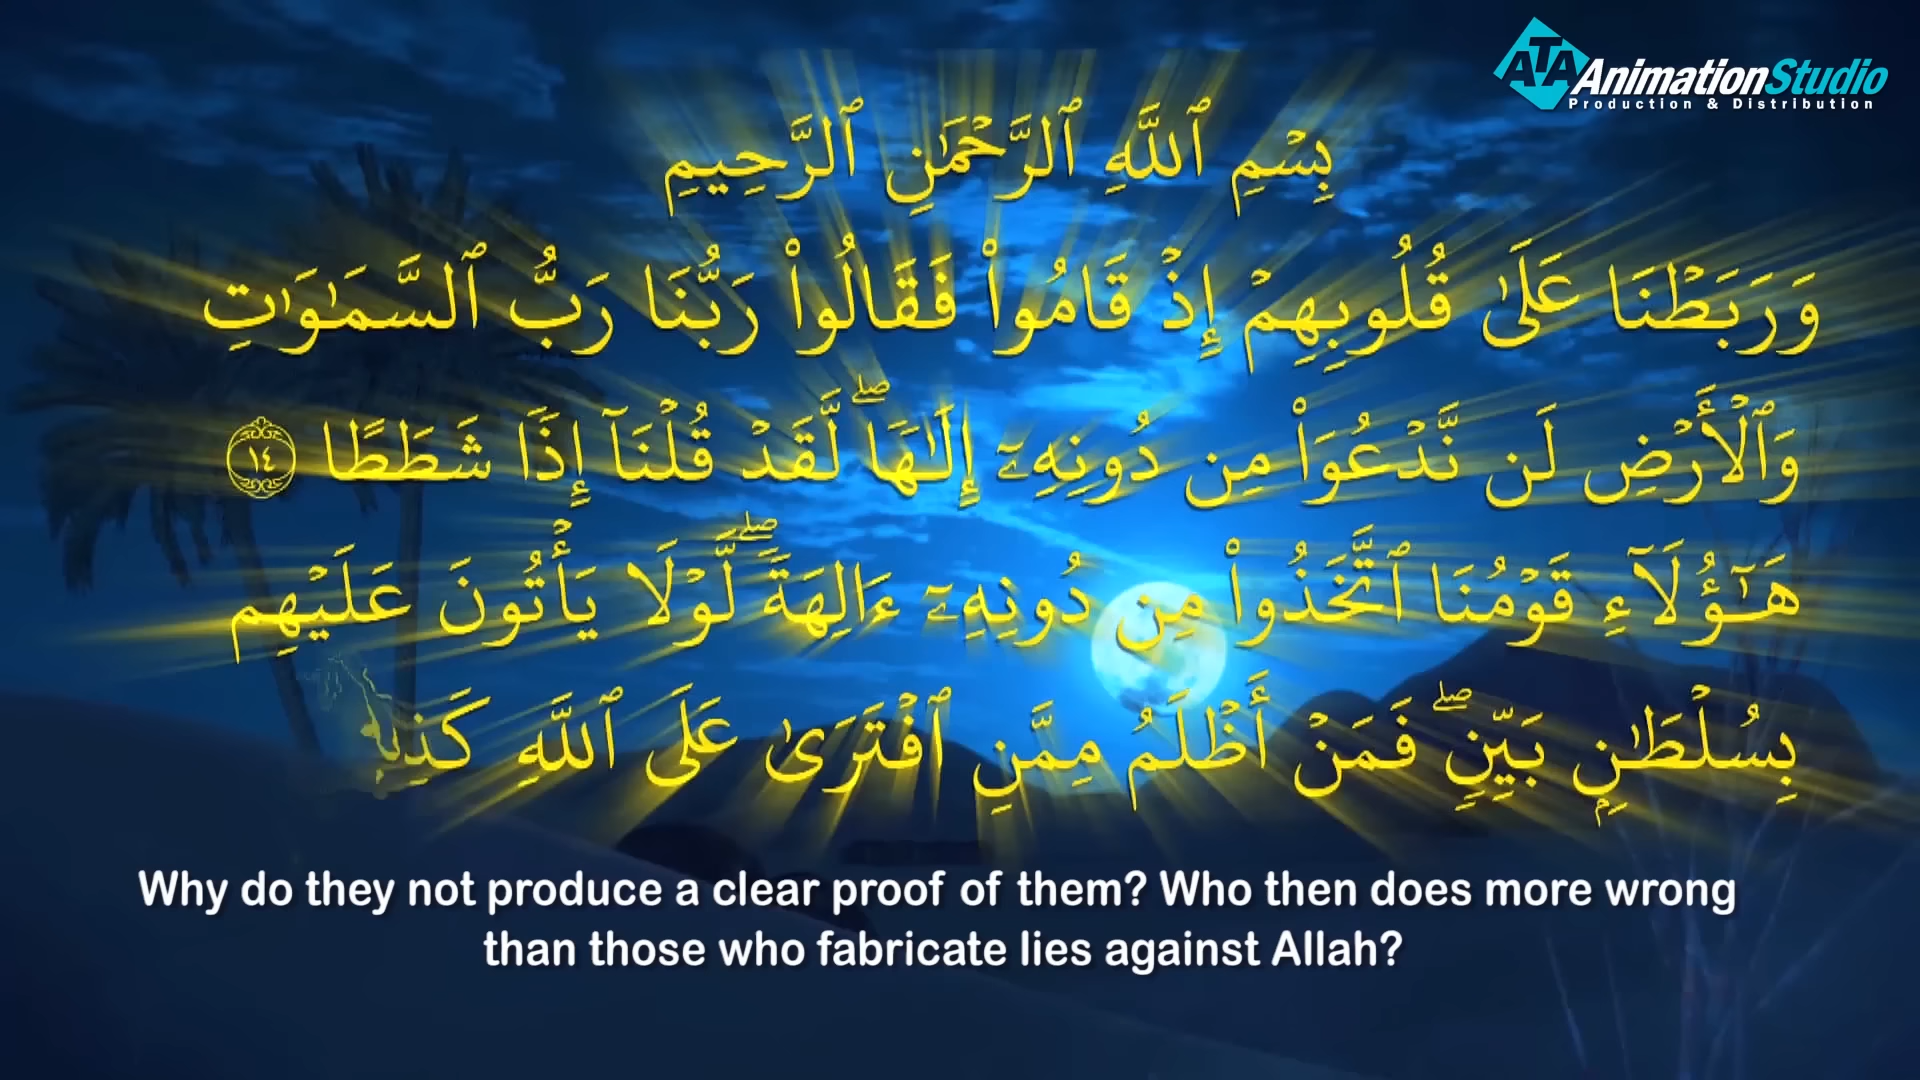 ATA AnimationStudio
Production & Distribution
بِسْمِ ٱللَّهِ ٱلرَّحْمَٰنِ ٱلرَّحِيمِ
وَرَبَطْنَا عَلَىٰ قُلُوبِهِمْ إِذْ قَامُوا۟ فَقَالُوا۟ رَبُّنَا رَبُّ ٱلسَّمَٰوَٰتِ
وَٱلْأَرْضِ لَن نَّدْعُوَا۟ مِن دُونِهِۦٓ إِلَٰهًا ۖ لَّقَدْ قُلْنَآ إِذًا شَطَطًا ١٤
هَٰٓؤُلَآءِ قَوْمُنَا ٱتَّخَذُوا۟ مِن دُونِهِۦٓ ءَالِهَةً ۖ لَّوْلَا يَأْتُونَ عَلَيْهِم
بِسُلْطَٰنٍۭ بَيِّنٍ ۖ فَمَنْ أَظْلَمُ مِمَّنِ ٱفْتَرَىٰ عَلَى ٱللَّهِ
Why do they not produce a clear proof of them? Who then does more wrong
than those who fabricate lies against Allah?